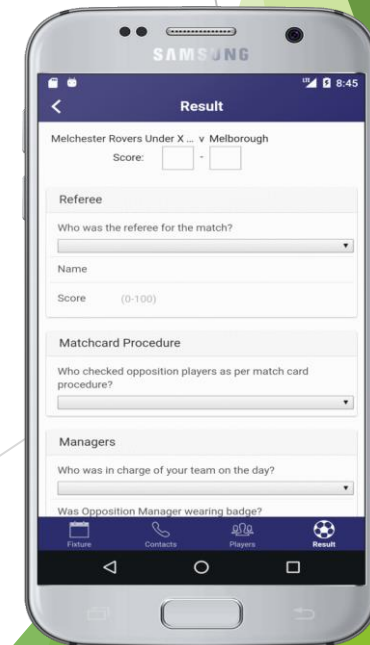 SAMSUNG
LTE 8:45
Result
Melchester Rovers Under X ... v Melborough
Score: -
Referee
Who was the referee for the match?
Name
Score (0-100)
Matchcard Procedure
Who checked opposition players as per match card
procedure?
Managers
Who was in charge of your team on the day?
Was Opposition Manager wearing badge?
Fixture Contacts Players Result